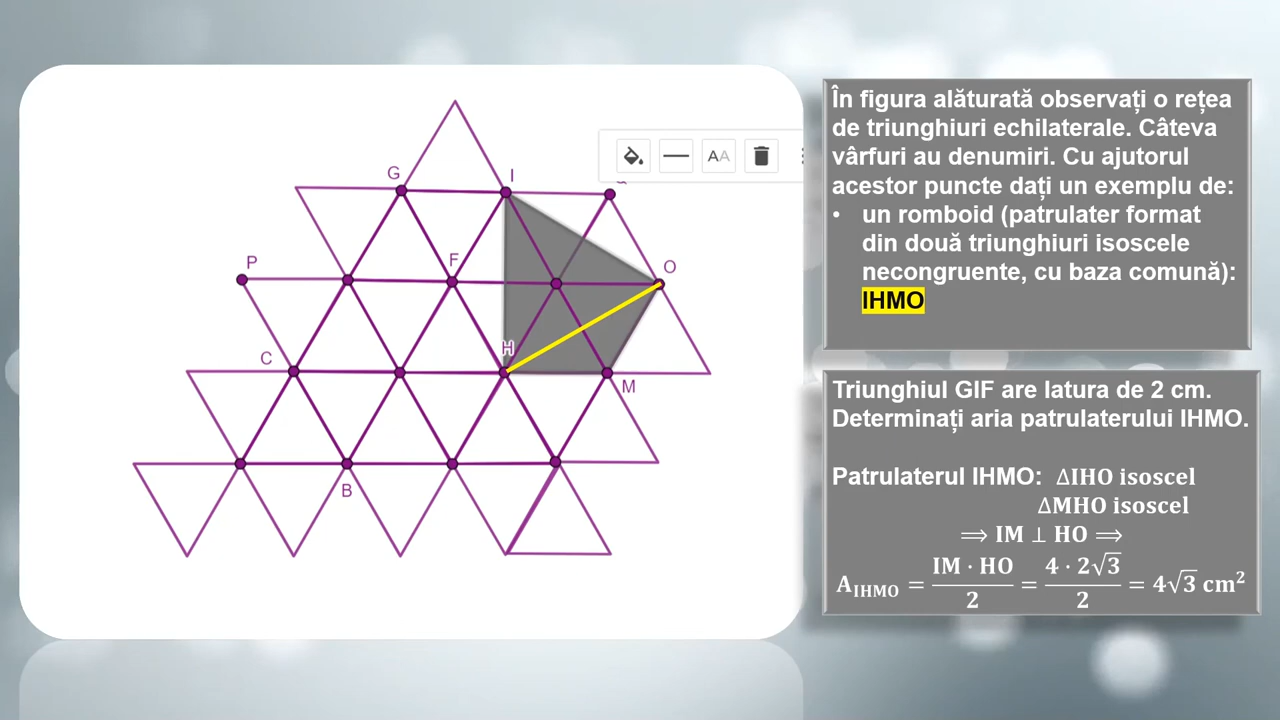 În figura alăturată observați o rețea
de triunghiuri echilaterale. Câteva
vârfuri au denumiri. Cu ajutorul
acestor puncte dați un exemplu de:
• un romboid (patrulater format
din două triunghiuri isoscele
necongruente, cu baza comună):
IHMO
Triunghiul GIF are latura de 2 cm.
Determinați aria patrulaterului IHMO.
Patrulaterul IHMO: ΔIHO isoscel
ΔMHO isoscel
⟹ IM ⊥ HO ⟹
A_IHMO = IM · HO / 2 = 4 · 2√3 / 2 = 4√3 cm²
AA
G
I
P
F
O
H
C
M
B